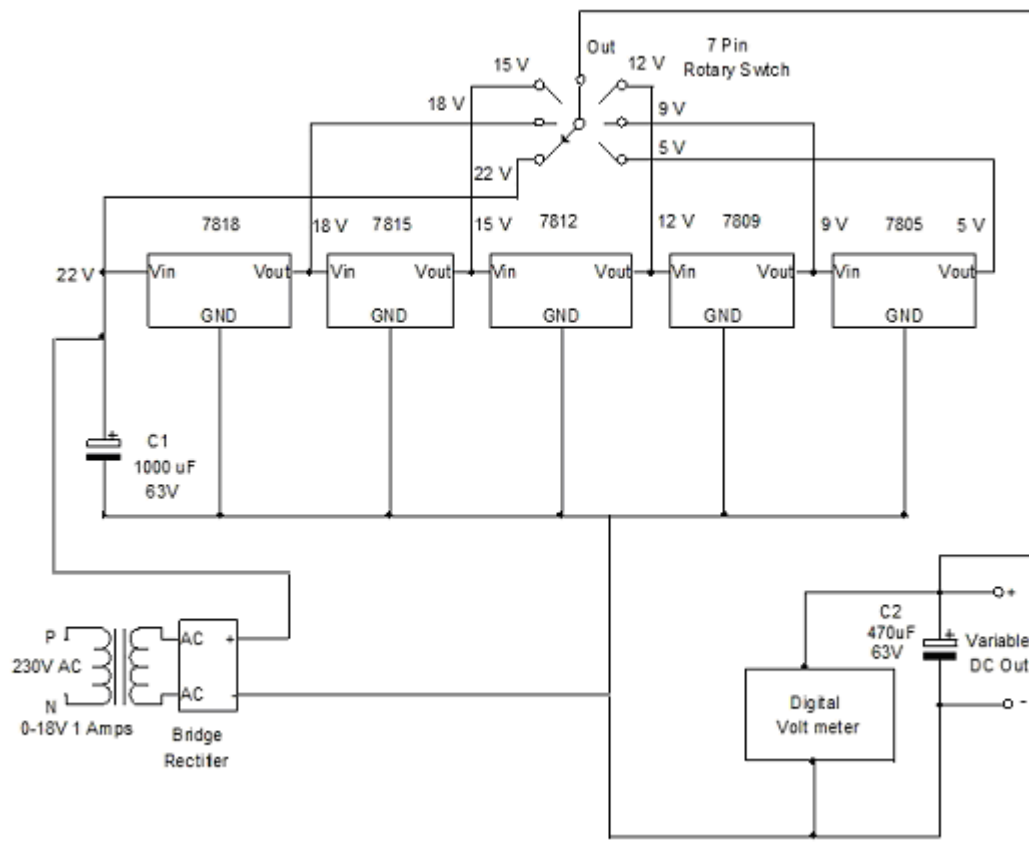 Out
7 Pin
Rotary Swtch
15 V
12 V
18 V
9 V
5 V
22 V
7818
18 V
7815
15 V
7812
12 V
7809
9 V
7805
5 V
22 V
Vin
Vout
GND
Vin
Vout
GND
Vin
Vout
GND
Vin
Vout
GND
Vin
Vout
GND
+
C1
1000 uF
63V
P
230V AC
N
0-18V 1 Amps
AC
+
AC
-
Bridge
Rectifier
C2
470uF
63V
+
+
Variable
DC Out
-
Digital
Volt meter